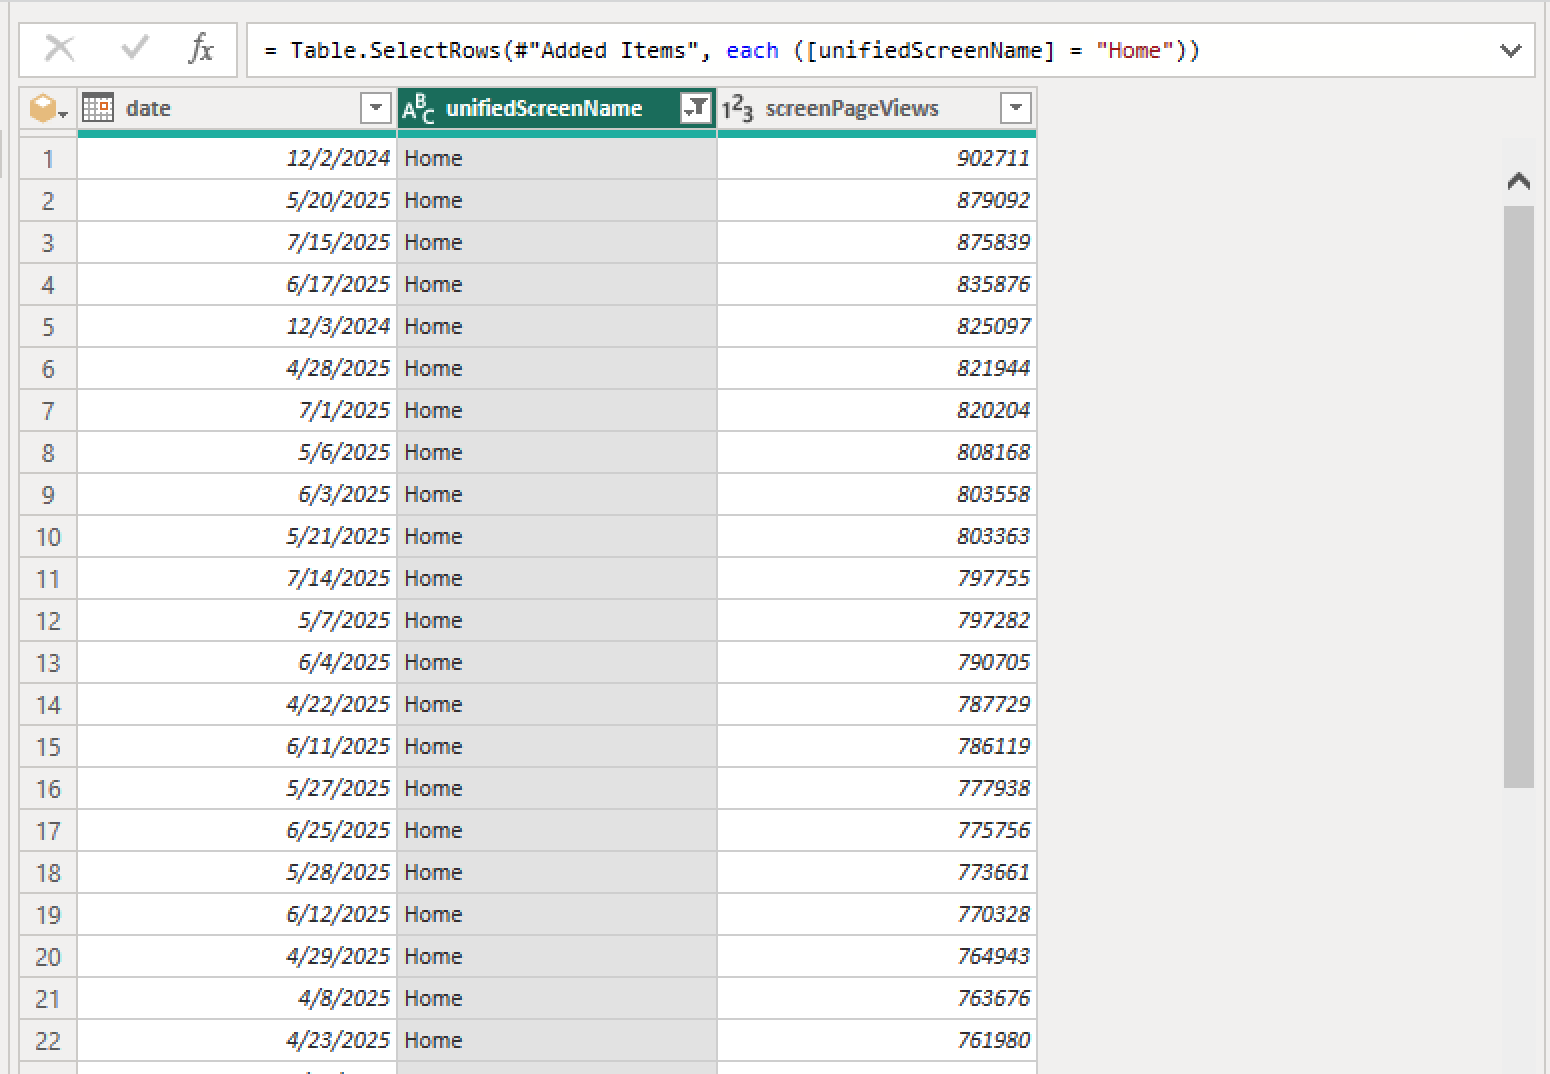 fx = Table.SelectRows(#"Added Items", each ([unifiedScreenName] = "Home"))
date ABC unifiedScreenName 123 screenPageViews
1 12/2/2024 Home 902711
2 5/20/2025 Home 879092
3 7/15/2025 Home 875839
4 6/17/2025 Home 835876
5 12/3/2024 Home 825097
6 4/28/2025 Home 821944
7 7/1/2025 Home 820204
8 5/6/2025 Home 808168
9 6/3/2025 Home 803558
10 5/21/2025 Home 803363
11 7/14/2025 Home 797755
12 5/7/2025 Home 797282
13 6/4/2025 Home 790705
14 4/22/2025 Home 787729
15 6/11/2025 Home 786119
16 5/27/2025 Home 777938
17 6/25/2025 Home 775756
18 5/28/2025 Home 773661
19 6/12/2025 Home 770328
20 4/29/2025 Home 764943
21 4/8/2025 Home 763676
22 4/23/2025 Home 761980